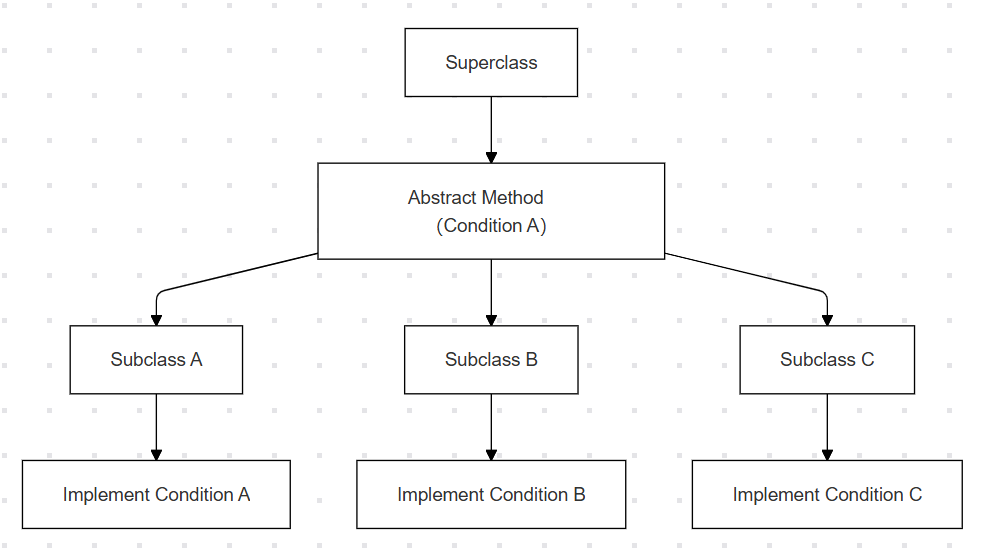 Superclass
Abstract Method
(Condition A)
Subclass A
Subclass B
Subclass C
Implement Condition A
Implement Condition B
Implement Condition C